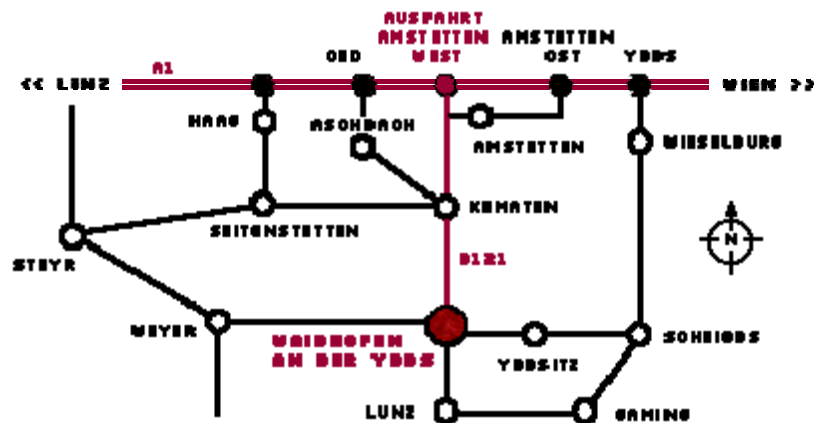 AUSFAHRT
AMSTETTEN
WEST
AMSTETTEN
OST
OED
YBBS
A1
<< LINZ
WIEN >>
HAAG
ASCHBACH
AMSTETTEN
WIESELBURG
KEMATEN
SEITENSTETTEN
N
STEYR
B121
WEYER
WAIDHOFEN
AN DER YBBS
YBBSITZ
SCHEIBBS
LUNZ
GAMING